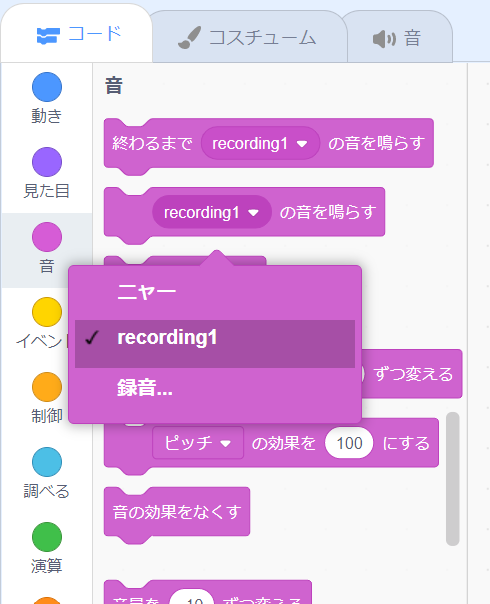 コード
コスチューム
音
動き
見た目
音
イベント
制御
調べる
演算
音
終わるまで recording1 の音を鳴らす
recording1 の音を鳴らす
ニャー
recording1
録音...
ずつ変える
ピッチ の効果を 100 にする
音の効果をなくす
音量を -10 ずつ変える